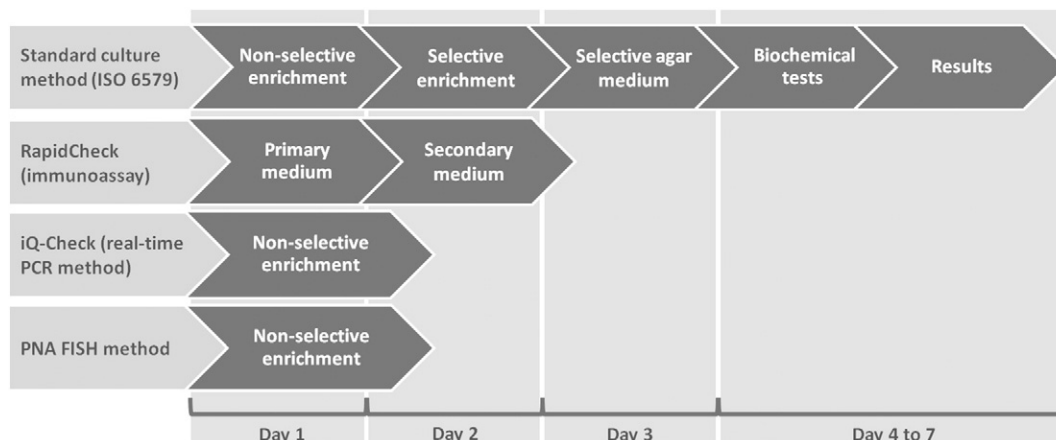 Standard culture
method (ISO 6579)
Non-selective
enrichment
Selective
enrichment
Selective agar
medium
Biochemical
tests
Results
RapidCheck
(immunoassay)
Primary
medium
Secondary
medium
iQ-Check (real-time
PCR method)
Non-selective
enrichment
PNA FISH method
Non-selective
enrichment
Day 1
Day 2
Day 3
Day 4 to 7